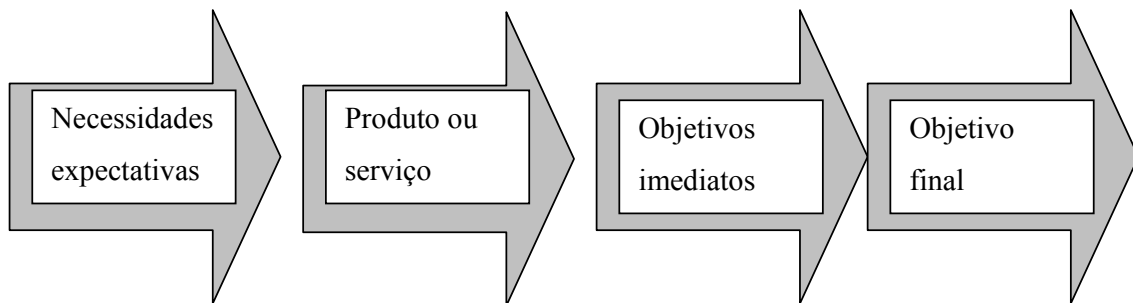 Necessidades
expectativas
Produto ou
serviço
Objetivos
imediatos
Objetivo
final